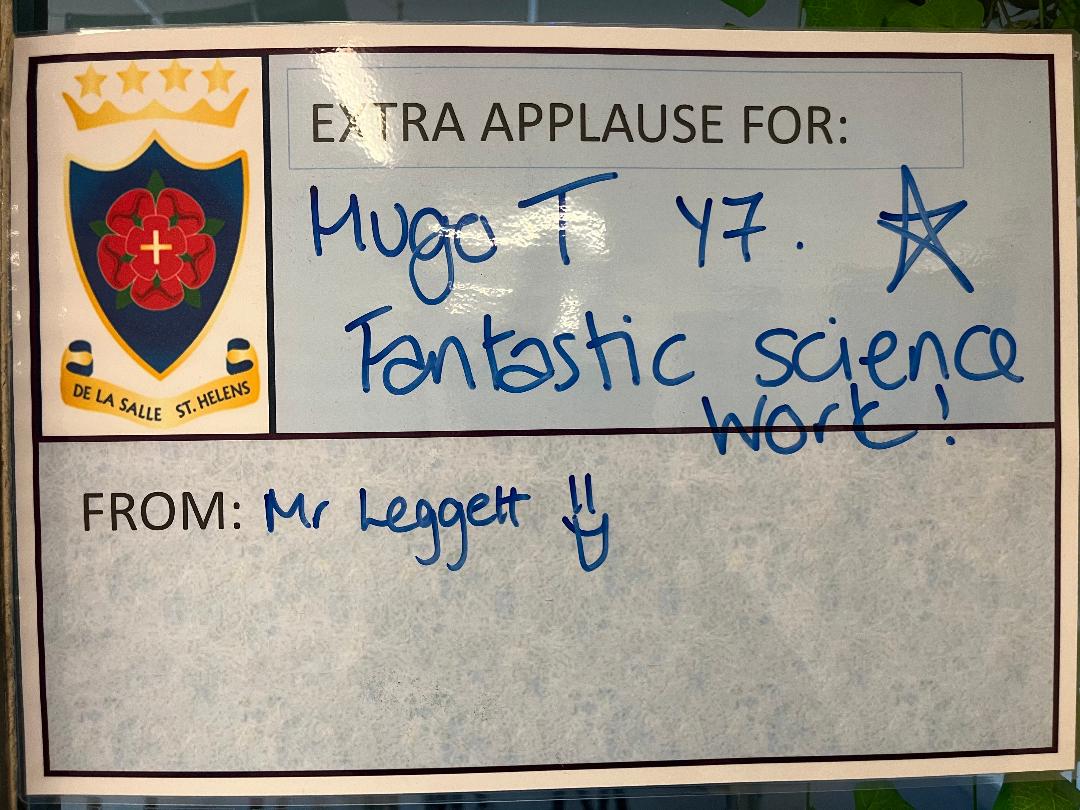 EXTRA APPLAUSE FOR:
Hugo T Y7.
Fantastic science
work!
FROM: Mr Leggett
DE LA SALLE ST. HELENS